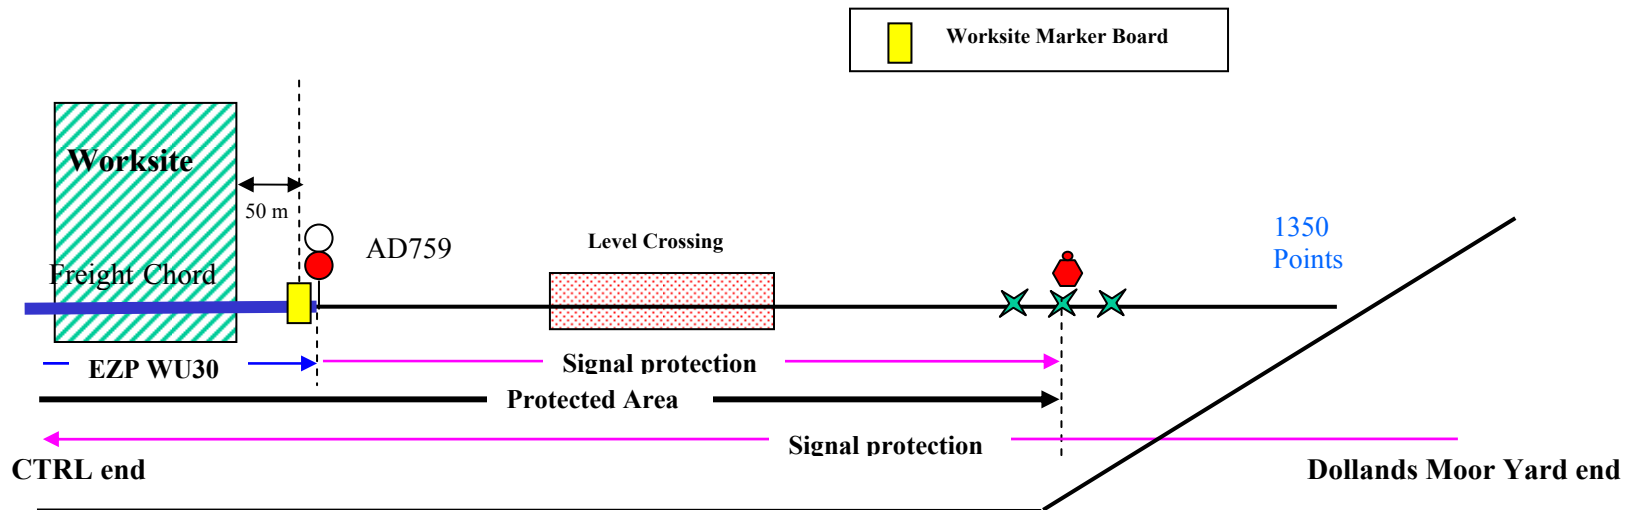 Worksite Marker Board
Worksite
50 m
AD759
Level Crossing
1350
Points
Freight Chord
EZP WU30
Signal protection
Protected Area
Signal protection
CTRL end
Dollands Moor Yard end